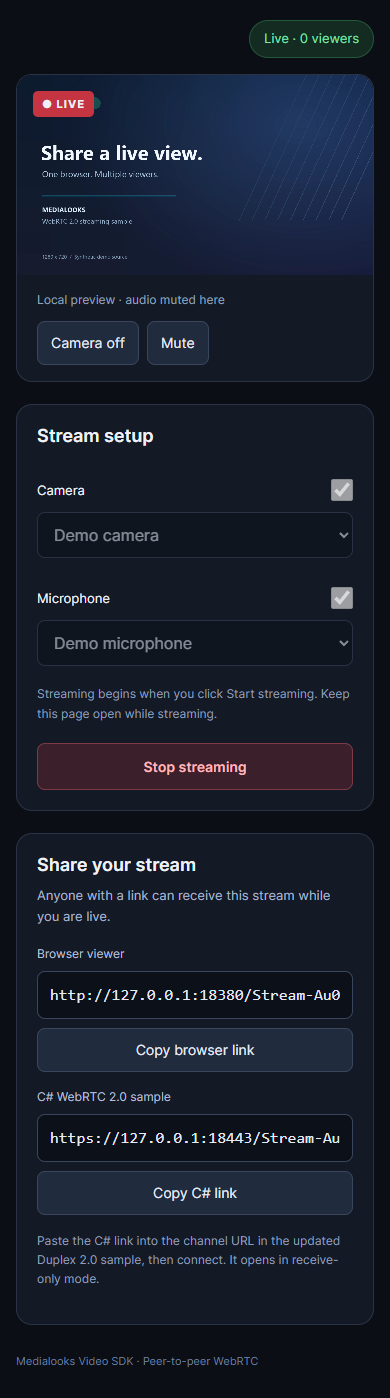 Live · 0 viewers
LIVE
Share a live view.
One browser. Multiple viewers.
MEDIALOOKS
WebRTC 2.0 streaming sample
1280 x 720 / Synthetic demo source
Local preview · audio muted here
Camera off
Mute
Stream setup
Camera
Demo camera
Microphone
Demo microphone
Streaming begins when you click Start streaming. Keep
this page open while streaming.
Stop streaming
Share your stream
Anyone with a link can receive this stream while
you are live.
Browser viewer
http://127.0.0.1:18380/Stream-Au0
Copy browser link
C# WebRTC 2.0 sample
https://127.0.0.1:18443/Stream-Au
Copy C# link
Paste the C# link into the channel URL in the updated
Duplex 2.0 sample, then connect. It opens in receive-
only mode.
Medialooks Video SDK · Peer-to-peer WebRTC